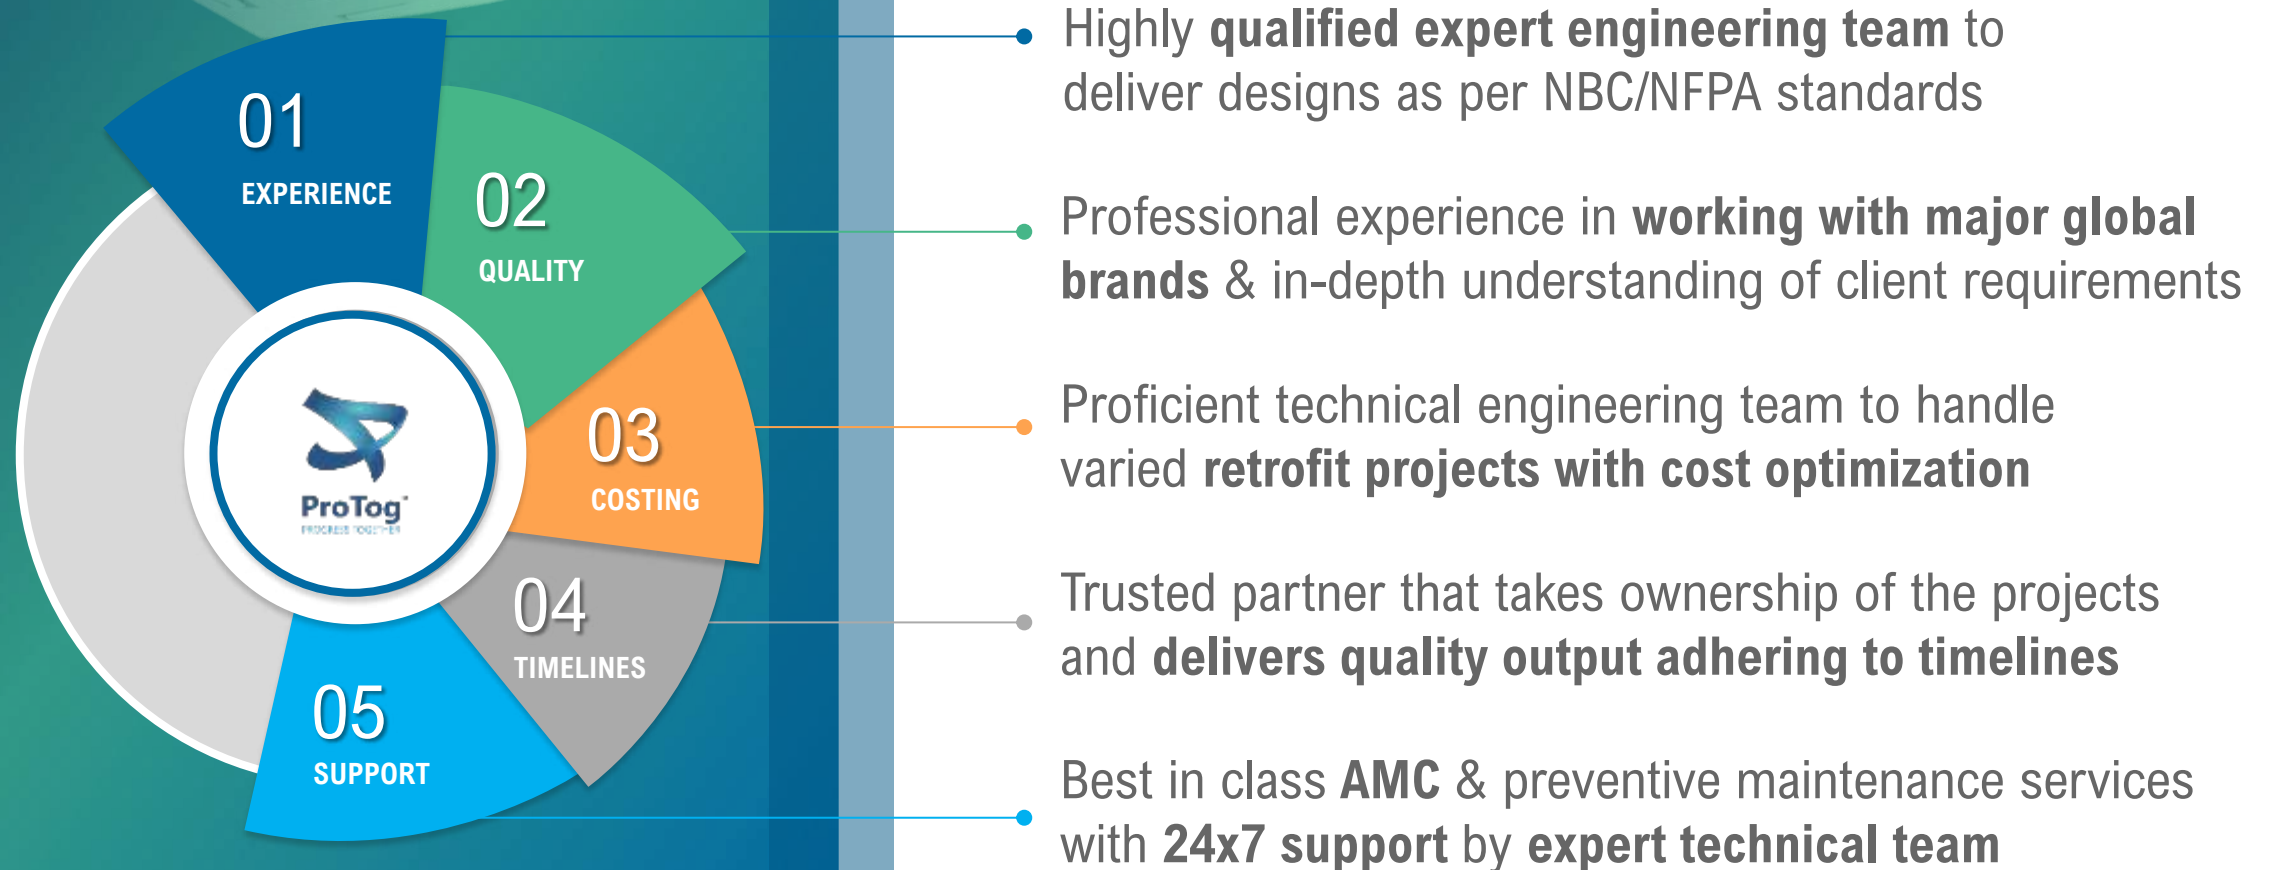 01
EXPERIENCE
02
QUALITY
03
COSTING
04
TIMELINES
05
SUPPORT
ProTog
PROGRESS TOGETHER
Highly qualified expert engineering team to
deliver designs as per NBC/NFPA standards
Professional experience in working with major global
brands & in-depth understanding of client requirements
Proficient technical engineering team to handle
varied retrofit projects with cost optimization
Trusted partner that takes ownership of the projects
and delivers quality output adhering to timelines
Best in class AMC & preventive maintenance services
with 24x7 support by expert technical team